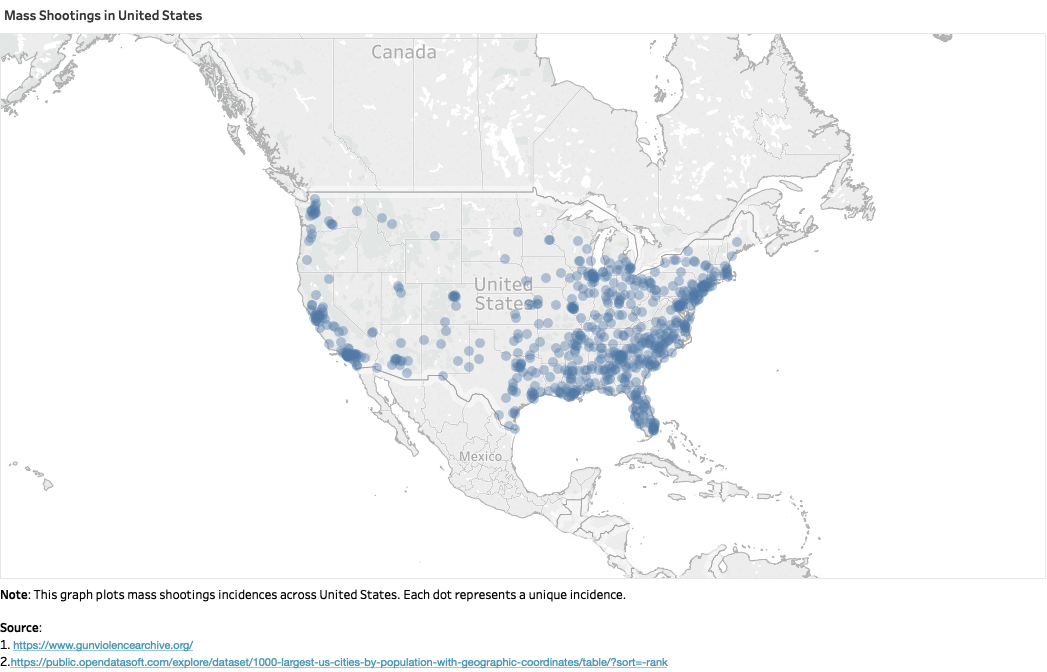 Mass Shootings in United States
Canada
United
States
Mexico
Note: This graph plots mass shootings incidences across United States. Each dot represents a unique incidence.
Source:
1. https://www.gunviolencearchive.org/
2.https://public.opendatasoft.com/explore/dataset/1000-largest-us-cities-by-population-with-geographic-coordinates/table/?sort=-rank